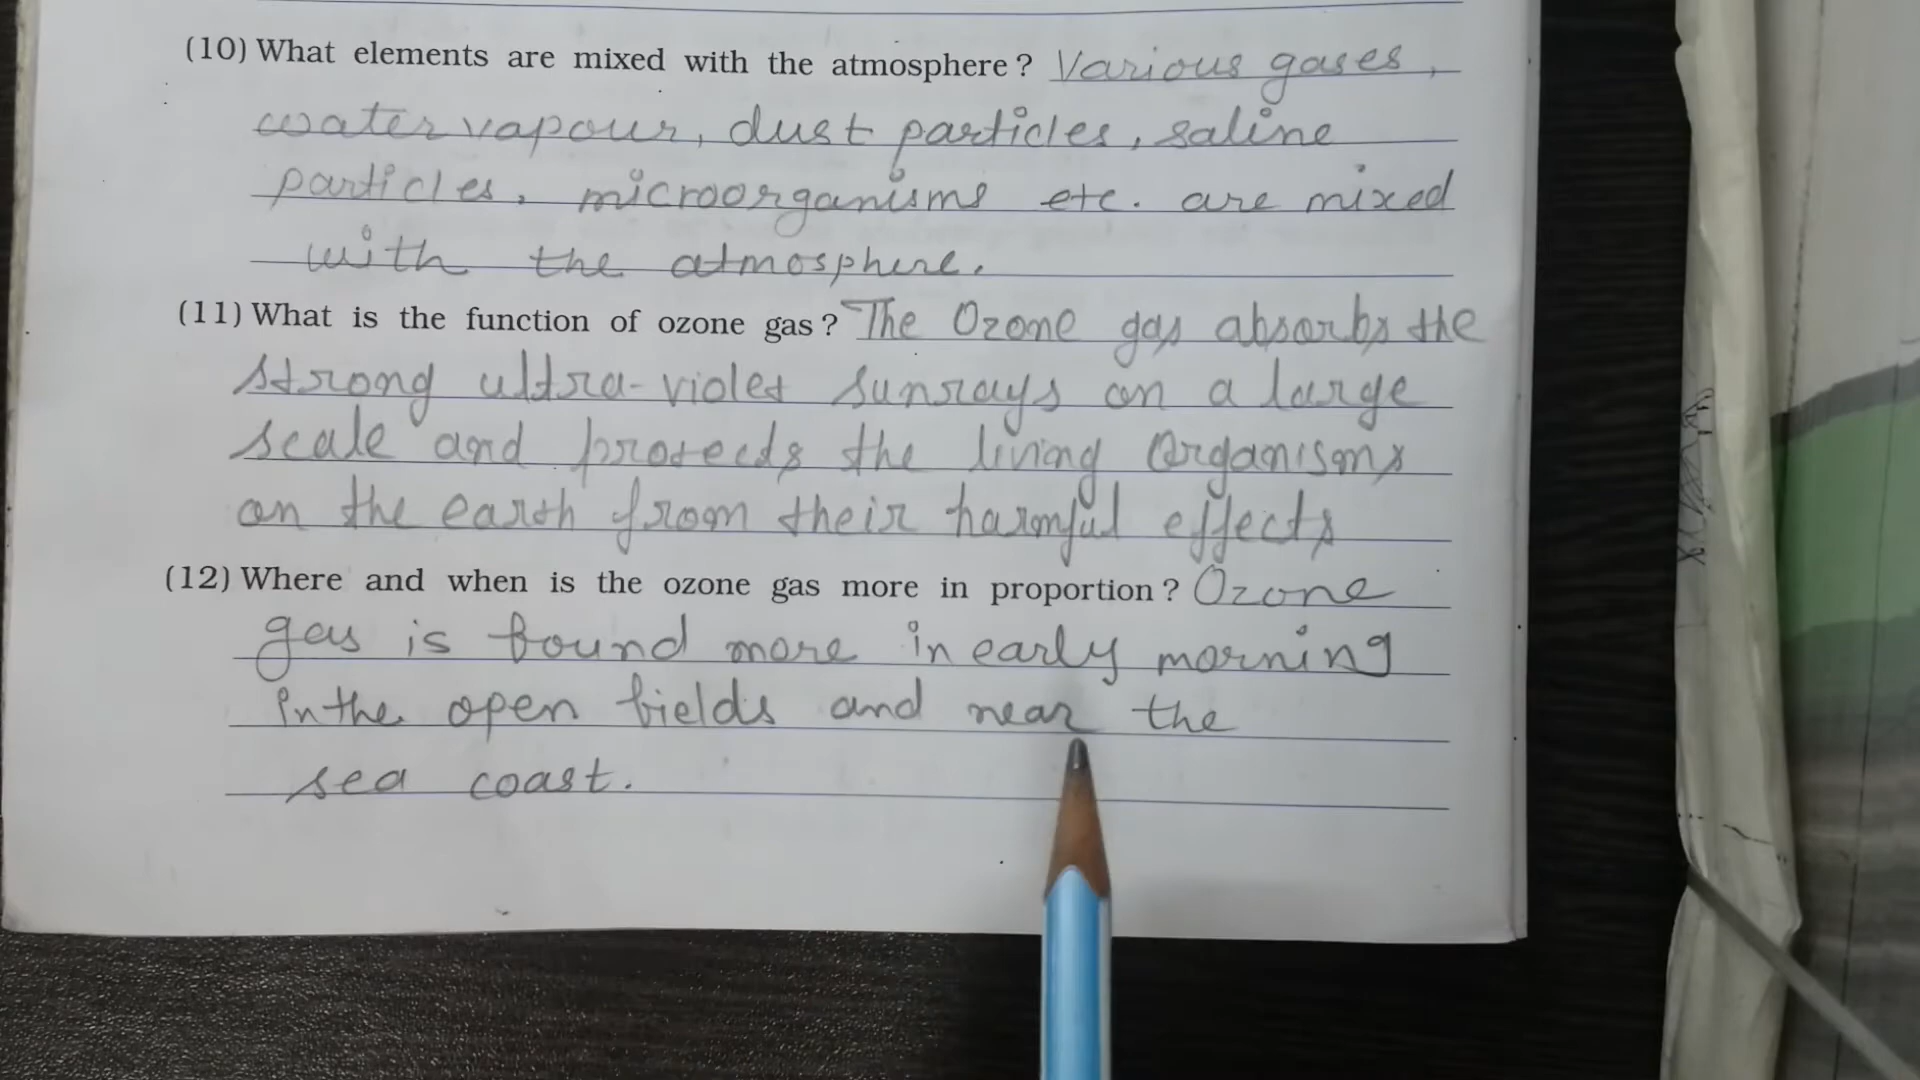 (10) What elements are mixed with the atmosphere? Various gases,
water vapour, dust particles, saline
particles, microorganisms etc. are mixed
with the atmosphere.
(11) What is the function of ozone gas? The Ozone gas absorbs the
strong ultra-violet sunrays on a large
scale and protects the living Organisms
on the earth from their harmful effects
(12) Where and when is the ozone gas more in proportion? Ozone
gas is found more in early morning
in the open fields and near the
sea coast.